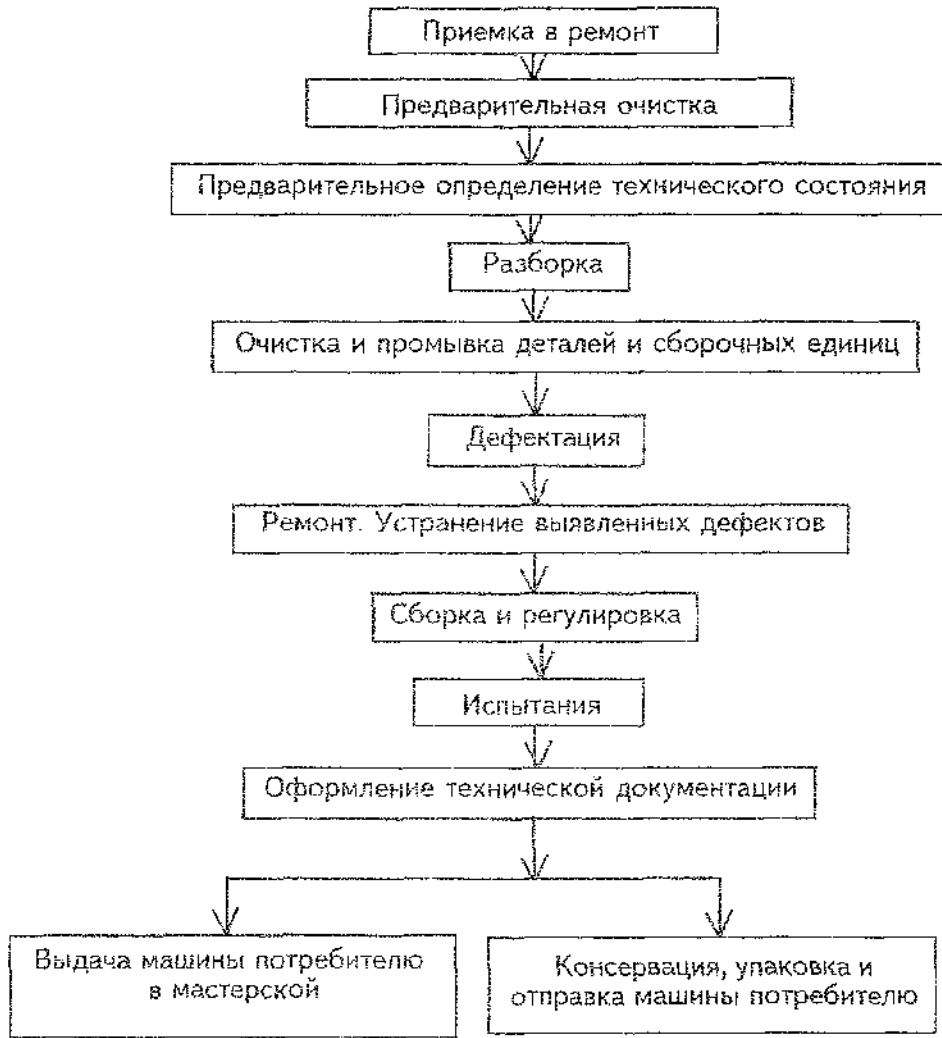 Приемка в ремонт
Предварительная очистка
Предварительное определение технического состояния
Разборка
Очистка и промывка деталей и сборочных единиц
Дефектация
Ремонт. Устранение выявленных дефектов
Сборка и регулировка
Испытания
Оформление технической документации
Выдача машины потребителю
в мастерской
Консервация, упаковка и
отправка машины потребителю